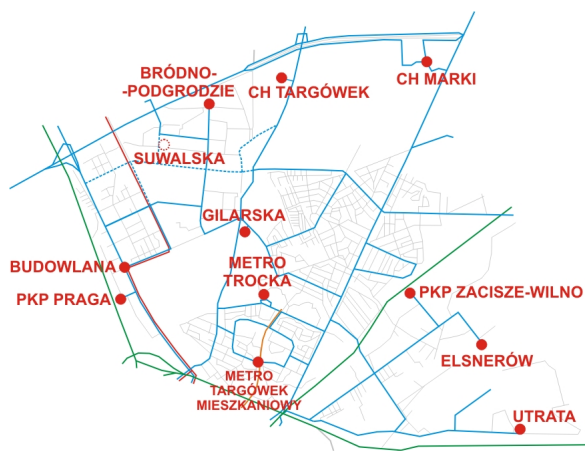 BRÓDNO-
-PODGRODZIE
CH TARGÓWEK
CH MARKI
SUWALSKA
GILARSKA
BUDOWLANA
METRO
TROCKA
PKP PRAGA
PKP ZACISZE-WILNO
ELSNERÓW
METRO
TARGÓWEK
MIESZKANIOWY
UTRATA